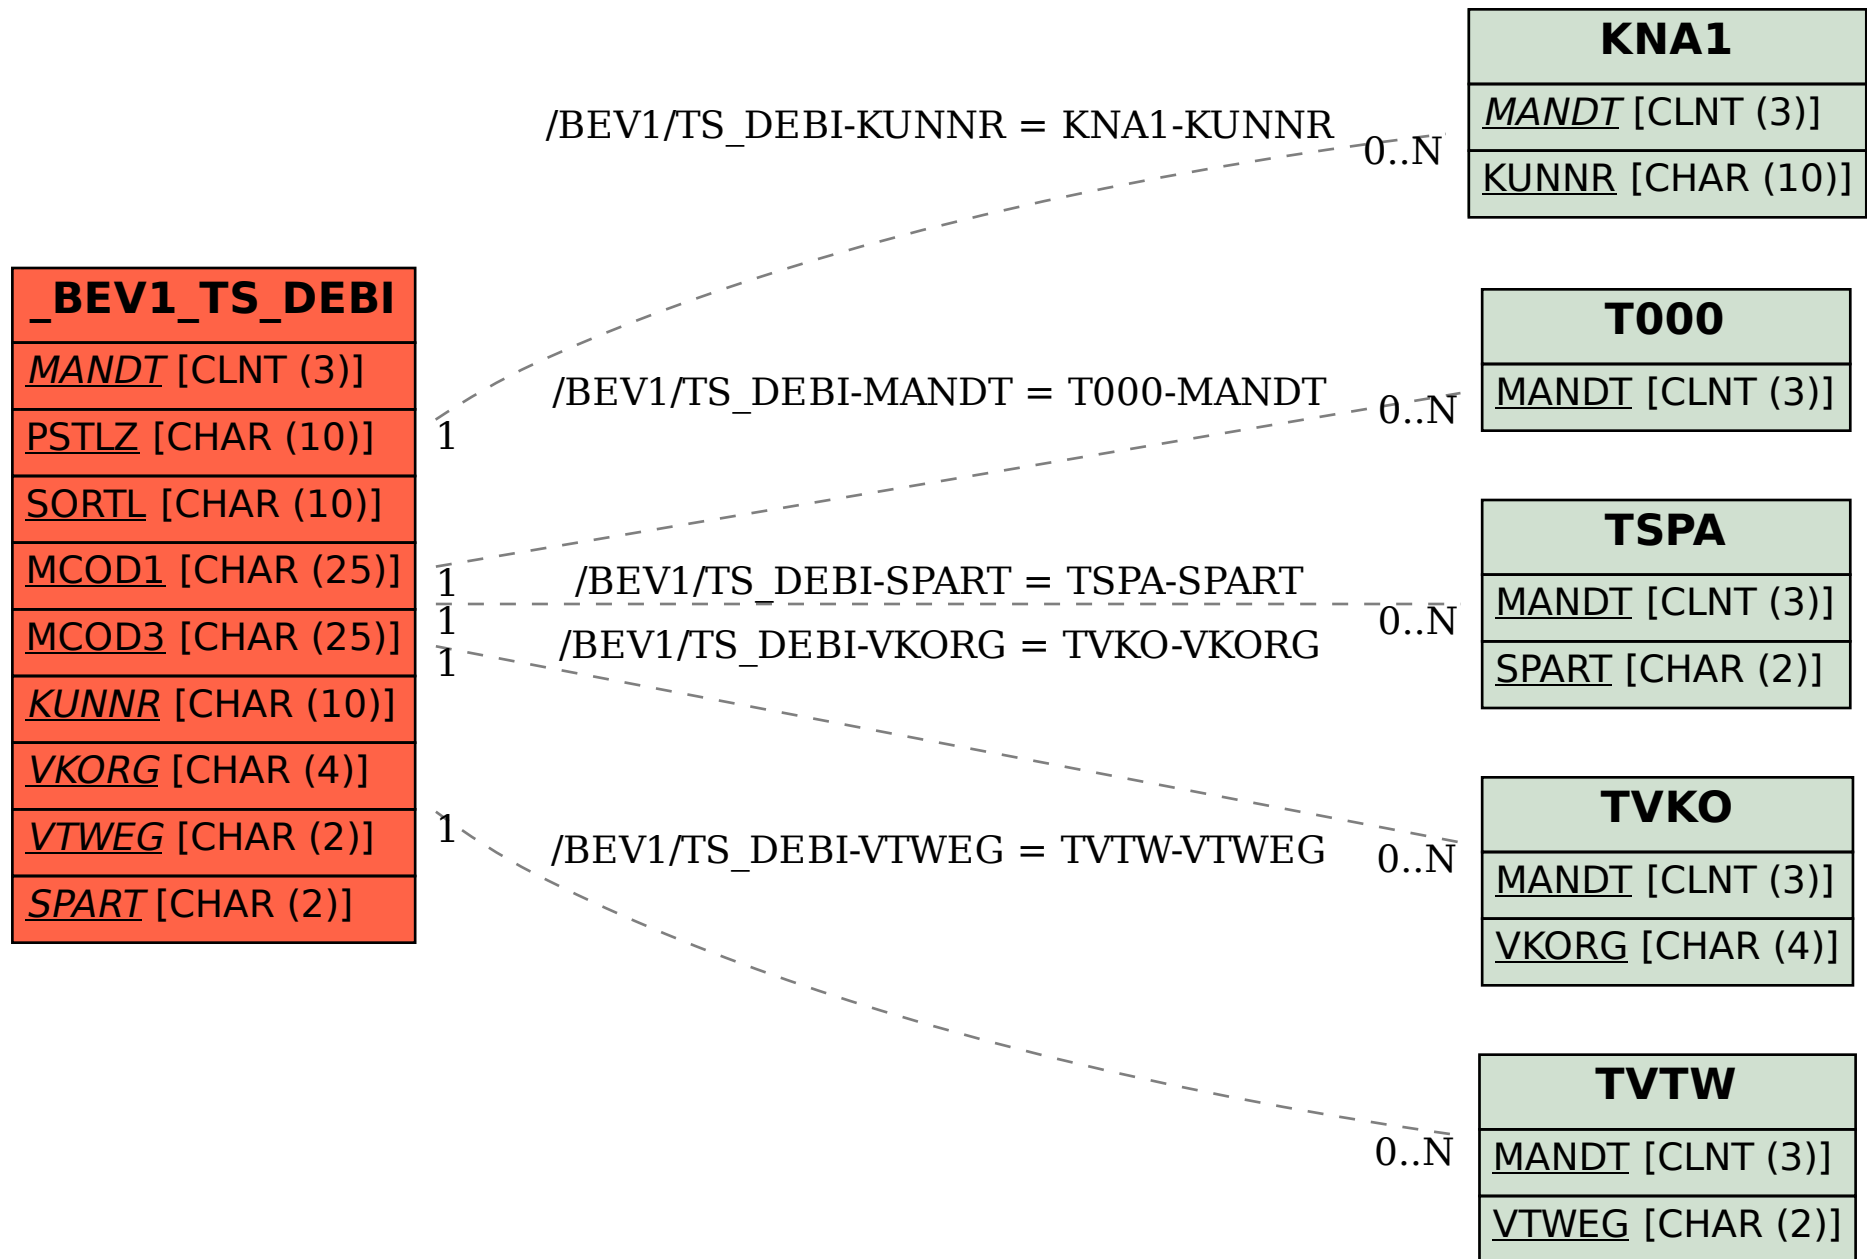 _BEV1_TS_DEBI
MANDT [CLNT (3)]
PSTLZ [CHAR (10)]
SORTL [CHAR (10)]
MCOD1 [CHAR (25)]
MCOD3 [CHAR (25)]
KUNNR [CHAR (10)]
VKORG [CHAR (4)]
VTWEG [CHAR (2)]
SPART [CHAR (2)]
/BEV1/TS_DEBI-KUNNR = KNA1-KUNNR
0..N
1
/BEV1/TS_DEBI-MANDT = T000-MANDT
0..N
1
/BEV1/TS_DEBI-SPART = TSPA-SPART
0..N
1
/BEV1/TS_DEBI-VKORG = TVKO-VKORG
0..N
1
/BEV1/TS_DEBI-VTWEG = TVTW-VTWEG
0..N
1
KNA1
MANDT [CLNT (3)]
KUNNR [CHAR (10)]
T000
MANDT [CLNT (3)]
TSPA
MANDT [CLNT (3)]
SPART [CHAR (2)]
TVKO
MANDT [CLNT (3)]
VKORG [CHAR (4)]
TVTW
MANDT [CLNT (3)]
VTWEG [CHAR (2)]